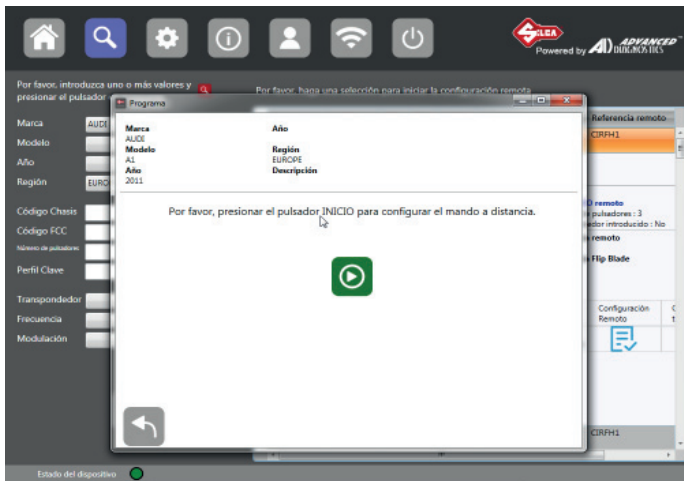 SILCA
Powered by AD ADVANCED
DIAGNOSTICS
Por favor, introduzca uno o más valores y
presionar el pulsador
Por favor, haga una selección para iniciar la configuración remota
Programa
Marca
AUDI
Modelo
Año
Región
EURO
Código Chasis
Código FCC
Número de pulsadores
Perfil Clave
Transpondedor
Frecuencia
Modulación
Marca
AUDI
Modelo
A1
Año
2011
Año
Región
EUROPE
Descripción
Por favor, presionar el pulsador INICIO para configurar el mando a distancia.
Referencia remoto
CIRFH1
remoto
pulsadores : 3
introducido : No
remoto
Flip Blade
Configuración
Remoto
CIRFH1
Estado del dispositivo